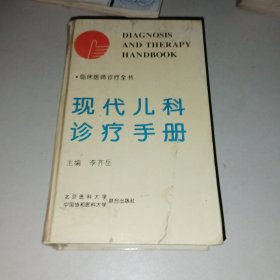 DIAGNOSIS
AND THERAPY
HANDBOOK
·临床医师诊疗全书
现代儿科
诊疗手册
主编 李齐岳
北京医科大学
中国协和医科大学 联合出版社